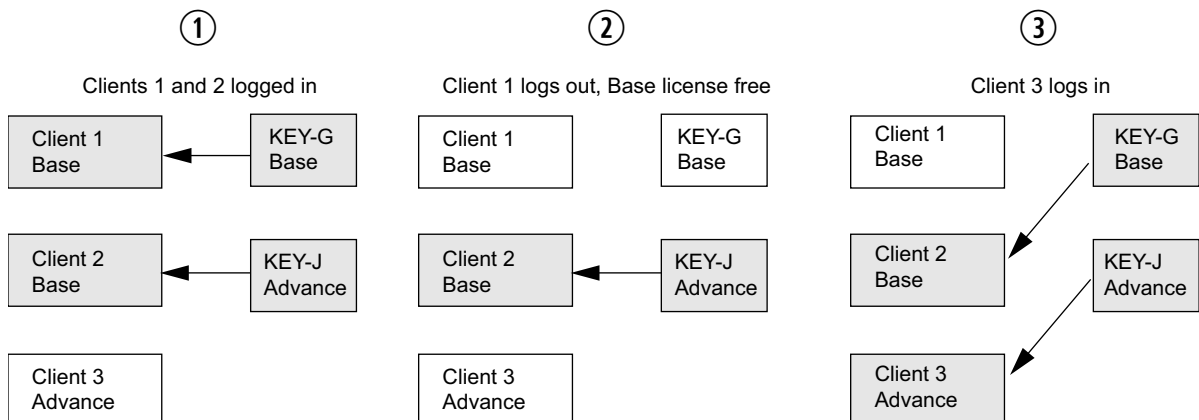 ①
Clients 1 and 2 logged in
Client 1
Base
KEY-G
Base
Client 2
Base
KEY-J
Advance
Client 3
Advance
②
Client 1 logs out, Base license free
Client 1
Base
KEY-G
Base
Client 2
Base
KEY-J
Advance
Client 3
Advance
③
Client 3 logs in
Client 1
Base
KEY-G
Base
Client 2
Base
KEY-J
Advance
Client 3
Advance